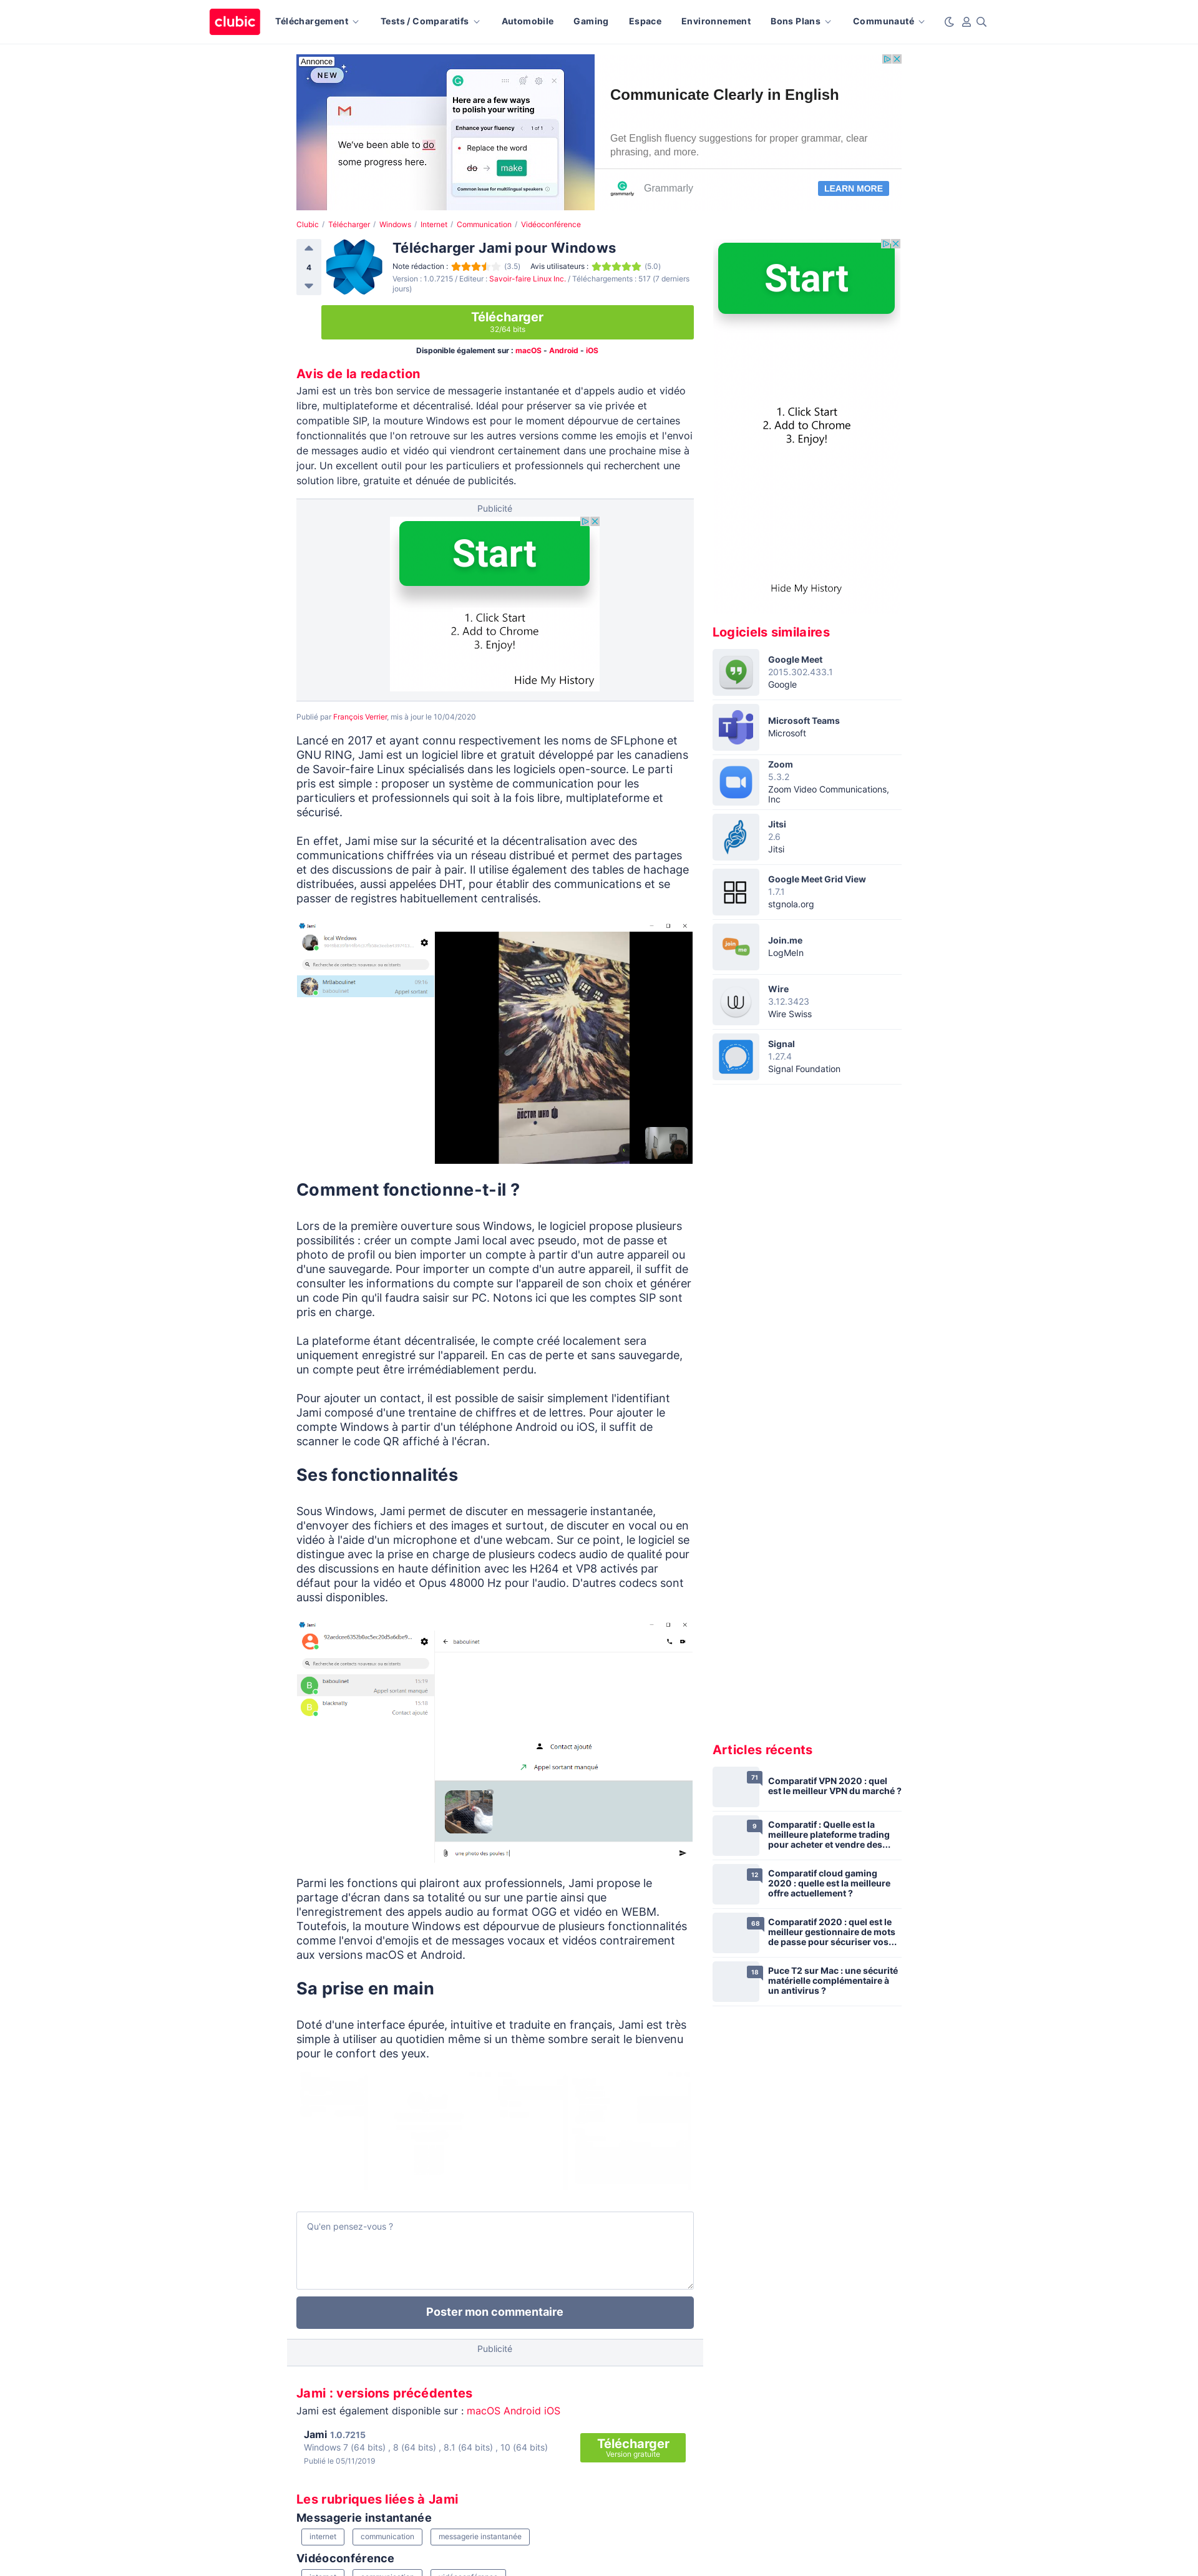 clubic
Téléchargement
Tests / Comparatifs
Automobile
Gaming
Espace
Environnement
Bons Plans
Communauté
Annonce
NEW
We've been able to do
some progress here.
Here are a few ways
to polish your writing
Enhance your fluency
1 of 1
Replace the word
do → make
Common issue for multilingual speakers
Communicate Clearly in English
Get English fluency suggestions for proper grammar, clear
phrasing, and more.
grammarly
Grammarly
LEARN MORE
Clubic / Télécharger / Windows / Internet / Communication / Vidéoconférence
4
Télécharger Jami pour Windows
Note rédaction : (3.5) Avis utilisateurs : (5.0)
Version : 1.0.7215 / Editeur : Savoir-faire Linux Inc. / Téléchargements : 517 (7 derniers
jours)
Télécharger
32/64 bits
Disponible également sur : macOS - Android - iOS
Avis de la redaction
Jami est un très bon service de messagerie instantanée et d'appels audio et vidéo
libre, multiplateforme et décentralisé. Idéal pour préserver sa vie privée et
compatible SIP, la mouture Windows est pour le moment dépourvue de certaines
fonctionnalités que l'on retrouve sur les autres versions comme les emojis et l'envoi
de messages audio et vidéo qui viendront certainement dans une prochaine mise à
jour. Un excellent outil pour les particuliers et professionnels qui recherchent une
solution libre, gratuite et dénuée de publicités.
Publicité
Start
1. Click Start
2. Add to Chrome
3. Enjoy!
Hide My History
Publié par François Verrier, mis à jour le 10/04/2020
Lancé en 2017 et ayant connu respectivement les noms de SFLphone et
GNU RING, Jami est un logiciel libre et gratuit développé par les canadiens
de Savoir-faire Linux spécialisés dans les logiciels open-source. Le parti
pris est simple : proposer un système de communication pour les
particuliers et professionnels qui soit à la fois libre, multiplateforme et
sécurisé.
En effet, Jami mise sur la sécurité et la décentralisation avec des
communications chiffrées via un réseau distribué et permet des partages
et des discussions de pair à pair. Il utilise également des tables de hachage
distribuées, aussi appelées DHT, pour établir des communications et se
passer de registres habituellement centralisés.
Jami
local Windows
Recherche de contacts nouveaux ou existants
Mrtlaboulinet
09:16
baboulinet
Appel sortant
DOCTOR WHO
Comment fonctionne-t-il ?
Lors de la première ouverture sous Windows, le logiciel propose plusieurs
possibilités : créer un compte Jami local avec pseudo, mot de passe et
photo de profil ou bien importer un compte à partir d'un autre appareil ou
d'une sauvegarde. Pour importer un compte d'un autre appareil, il suffit de
consulter les informations du compte sur l'appareil de son choix et générer
un code Pin qu'il faudra saisir sur PC. Notons ici que les comptes SIP sont
pris en charge.
La plateforme étant décentralisée, le compte créé localement sera
uniquement enregistré sur l'appareil. En cas de perte et sans sauvegarde,
un compte peut être irrémédiablement perdu.
Pour ajouter un contact, il est possible de saisir simplement l'identifiant
Jami composé d'une trentaine de chiffres et de lettres. Pour ajouter le
compte Windows à partir d'un téléphone Android ou iOS, il suffit de
scanner le code QR affiché à l'écran.
Ses fonctionnalités
Sous Windows, Jami permet de discuter en messagerie instantanée,
d'envoyer des fichiers et des images et surtout, de discuter en vocal ou en
vidéo à l'aide d'un microphone et d'une webcam. Sur ce point, le logiciel se
distingue avec la prise en charge de plusieurs codecs audio de qualité pour
des discussions en haute définition avec les H264 et VP8 activés par
défaut pour la vidéo et Opus 48000 Hz pour l'audio. D'autres codecs sont
aussi disponibles.
Jami
Recherche de contacts nouveaux ou existants
B
baboulinet
15:19
Appel sortant manqué
B
blacknelly
15:18
Contact ajouté
baboulinet
Contact ajouté
Appel sortant manqué
une photo des poules !
Parmi les fonctions qui plairont aux professionnels, Jami propose le
partage d'écran dans sa totalité ou sur une partie ainsi que
l'enregistrement des appels audio au format OGG et vidéo en WEBM.
Toutefois, la mouture Windows est dépourvue de plusieurs fonctionnalités
comme l'envoi d'emojis et de messages vocaux et vidéos contrairement
aux versions macOS et Android.
Sa prise en main
Doté d'une interface épurée, intuitive et traduite en français, Jami est très
simple à utiliser au quotidien même si un thème sombre serait le bienvenu
pour le confort des yeux.
Qu'en pensez-vous ?
Poster mon commentaire
Publicité
Jami : versions précédentes
Jami est également disponible sur : macOS Android iOS
Jami 1.0.7215
Windows 7 (64 bits) , 8 (64 bits) , 8.1 (64 bits) , 10 (64 bits)
Publié le 05/11/2019
Télécharger
Version gratuite
Les rubriques liées à Jami
Messagerie instantanée
internet
communication
messagerie instantanée
Vidéoconférence
Start
1. Click Start
2. Add to Chrome
3. Enjoy!
Hide My History
Logiciels similaires
Google Meet
2015.302.433.1
Google
Microsoft Teams
Microsoft
Zoom
5.3.2
Zoom Video Communications,
Inc
Jitsi
2.6
Jitsi
Google Meet Grid View
1.7.1
stgnola.org
join me
Join.me
LogMeIn
Wire
3.12.3423
Wire Swiss
Signal
1.27.4
Signal Foundation
Articles récents
71
Comparatif VPN 2020 : quel
est le meilleur VPN du marché ?
9
Comparatif : Quelle est la
meilleure plateforme trading
pour acheter et vendre des...
12
Comparatif cloud gaming
2020 : quelle est la meilleure
offre actuellement ?
68
Comparatif 2020 : quel est le
meilleur gestionnaire de mots
de passe pour sécuriser vos...
18
Puce T2 sur Mac : une sécurité
matérielle complémentaire à
un antivirus ?